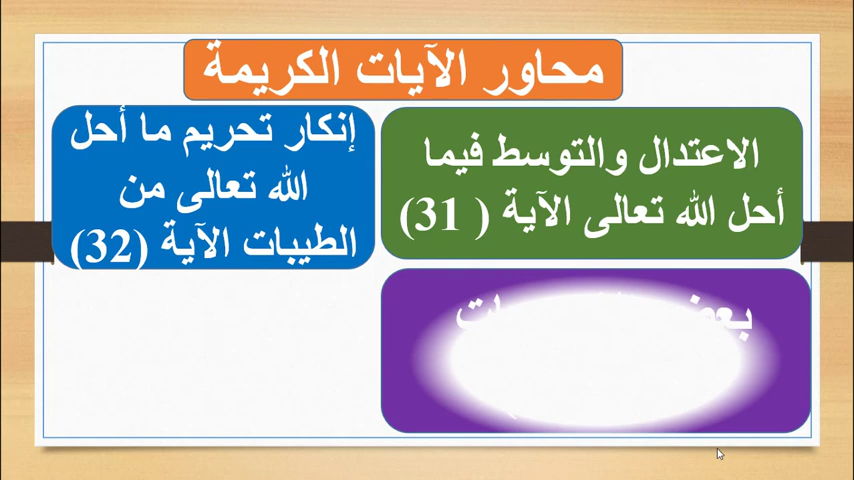 محاور الآيات الكريمة
الاعتدال والتوسط فيما
أحل الله تعالى الآية ( 31)
إنكار تحريم ما أحل
الله تعالى من
الطيبات الآية (32)